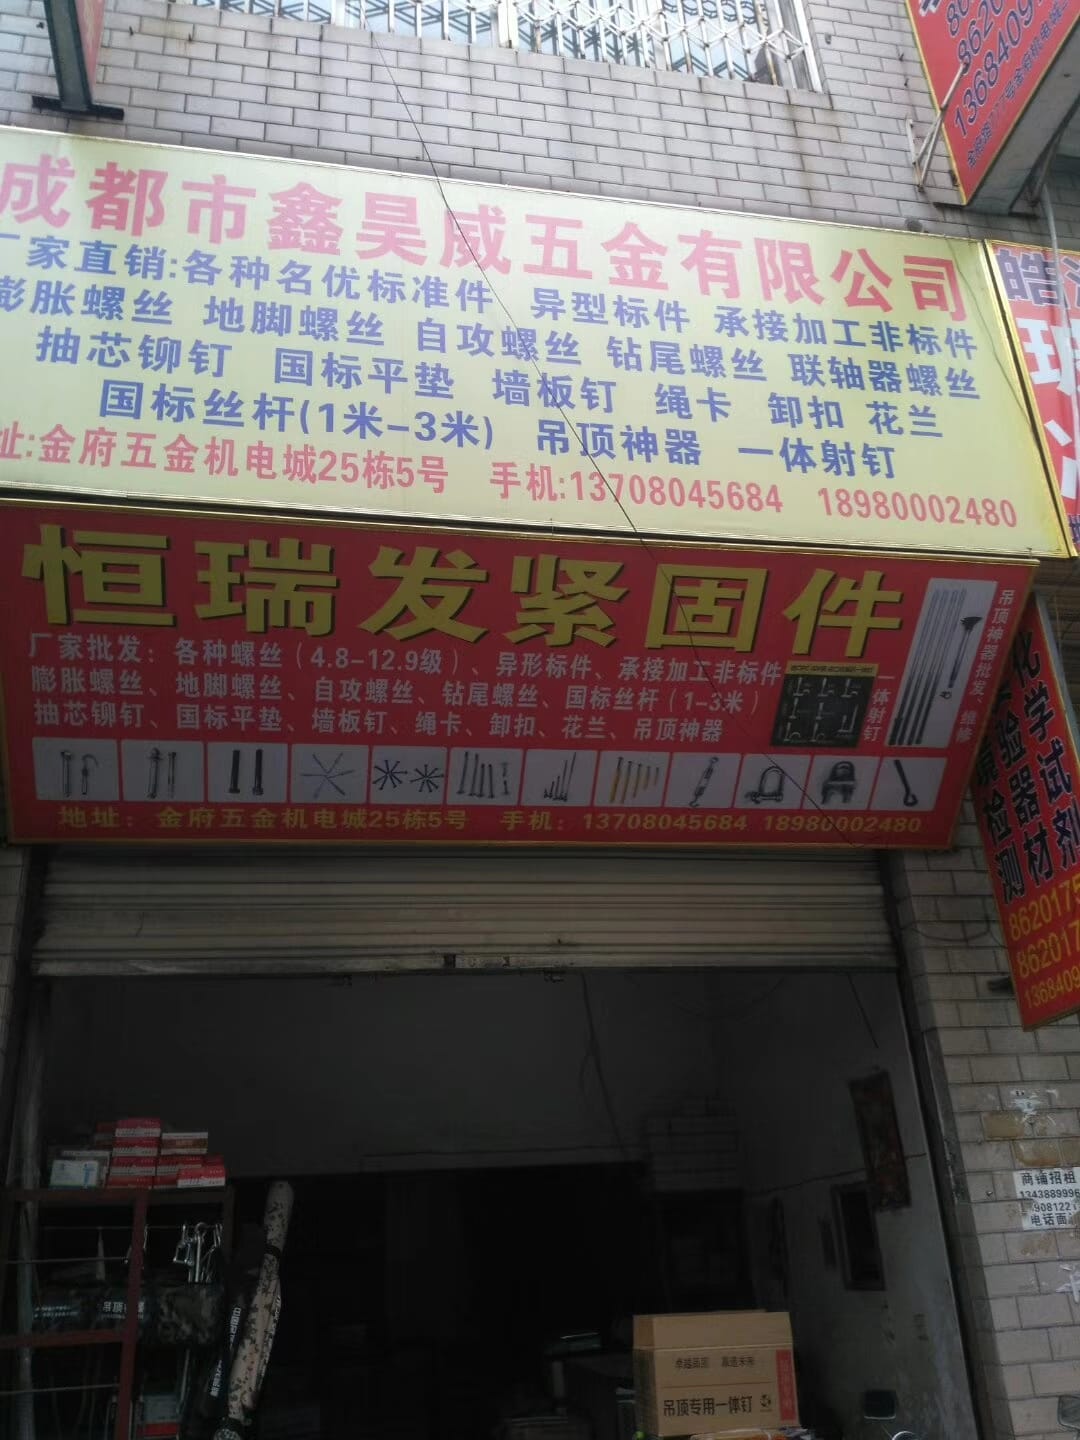 成都市鑫昊威五金有限公司
厂家直销:各种名优标准件 异型标件 承接加工非标件
膨胀螺丝 地脚螺丝 自攻螺丝 钻尾螺丝 联轴器螺丝
抽芯铆钉 国标平垫 墙板钉 绳卡 卸扣 花兰
国标丝杆(1米-3米) 吊顶神器 一体射钉
址:金府五金机电城25栋5号 手机:13708045684 18980002480
恒瑞发紧固件
厂家批发：各种螺丝（4.8-12.9级）、异形标件、承接加工非标件
膨胀螺丝、地脚螺丝、自攻螺丝、钻尾螺丝、国标丝杆（1-3米）
抽芯铆钉、国标平垫、墙板钉、绳卡、卸扣、花兰、吊顶神器
一体射钉
吊顶神器批发、维修
地址：金府五金机电城25栋5号 手机：13708045684 18980002480
皓
化学试剂
验器材
检测
862017
862017
1368409
商铺招租
电话面
吊顶专用一体钉